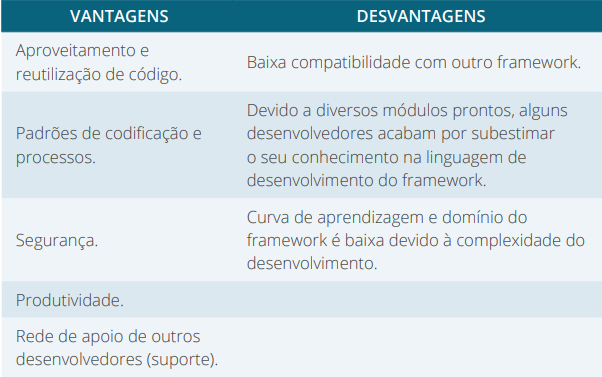 VANTAGENS
DESVANTAGENS
Aproveitamento e
reutilização de código.
Baixa compatibilidade com outro framework.
Padrões de codificação e
processos.
Devido a diversos módulos prontos, alguns
desenvolvedores acabam por subestimar
o seu conhecimento na linguagem de
desenvolvimento do framework.
Segurança.
Curva de aprendizagem e domínio do
framework é baixa devido à complexidade do
desenvolvimento.
Produtividade.
Rede de apoio de outros
desenvolvedores (suporte).